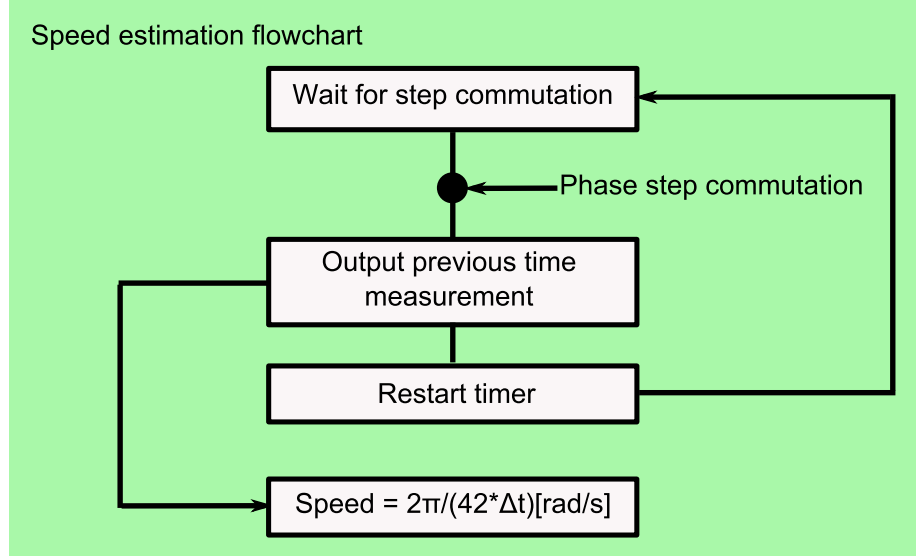 Speed estimation flowchart
Wait for step commutation
Phase step commutation
Output previous time
measurement
Restart timer
Speed = 2π/(42*Δt)[rad/s]